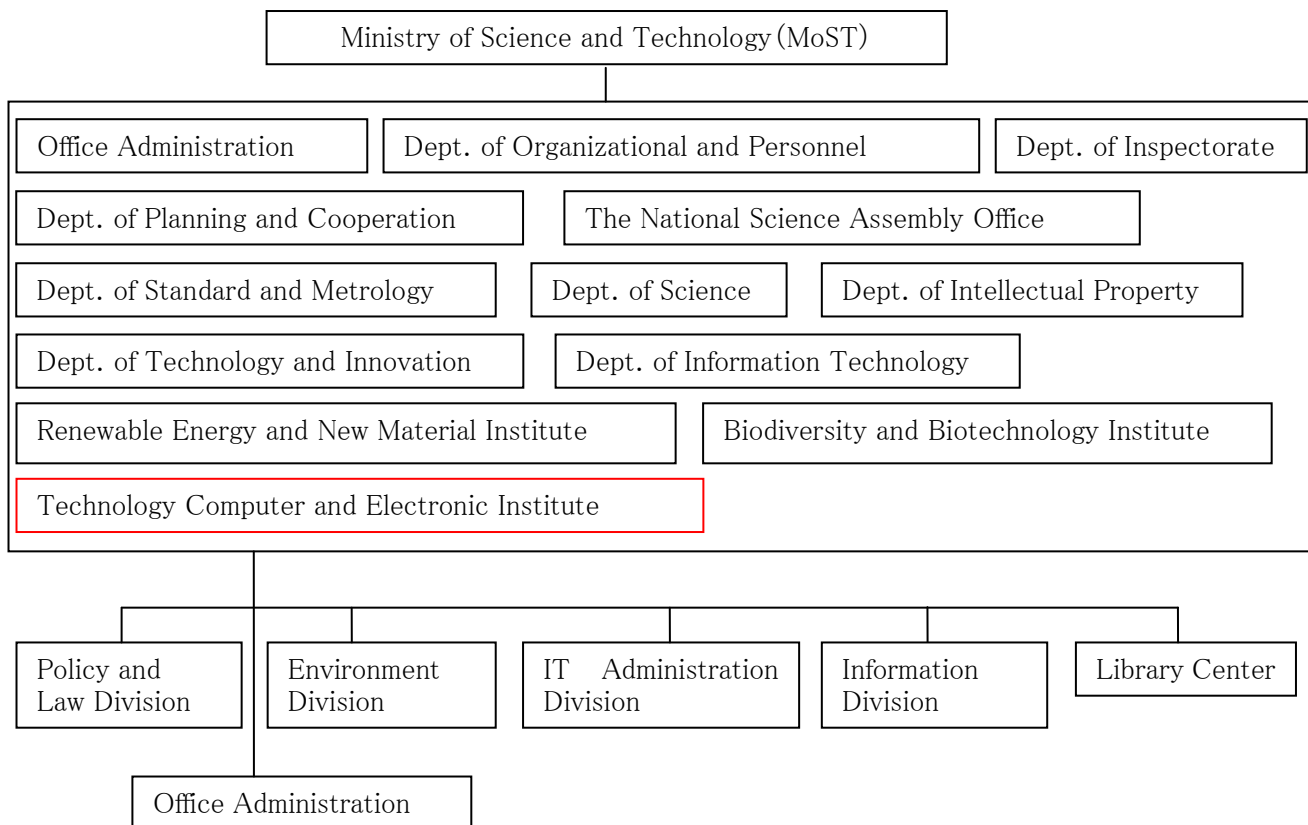 Ministry of Science and Technology(MoST)
Office Administration
Dept. of Organizational and Personnel
Dept. of Inspectorate
Dept. of Planning and Cooperation
The National Science Assembly Office
Dept. of Standard and Metrology
Dept. of Science
Dept. of Intellectual Property
Dept. of Technology and Innovation
Dept. of Information Technology
Renewable Energy and New Material Institute
Biodiversity and Biotechnology Institute
Technology Computer and Electronic Institute
Policy and
Law Division
Environment
Division
IT Administration
Division
Information
Division
Library Center
Office Administration